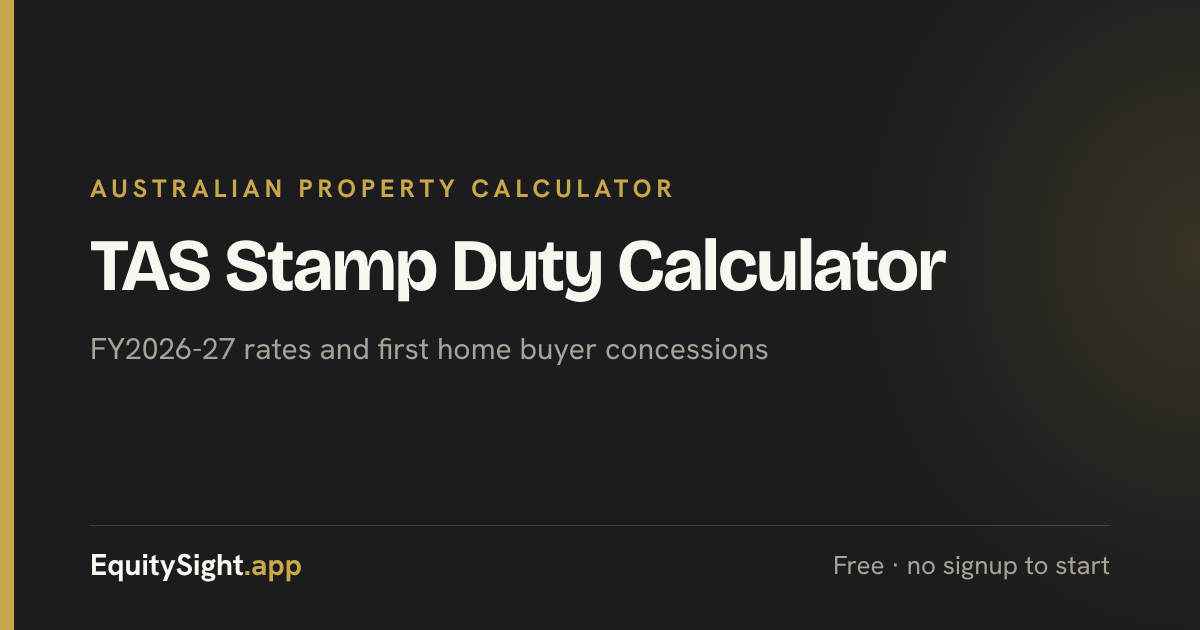 AUSTRALIAN PROPERTY CALCULATOR
TAS Stamp Duty Calculator
FY2026-27 rates and first home buyer concessions
EquitySight.app
Free · no signup to start